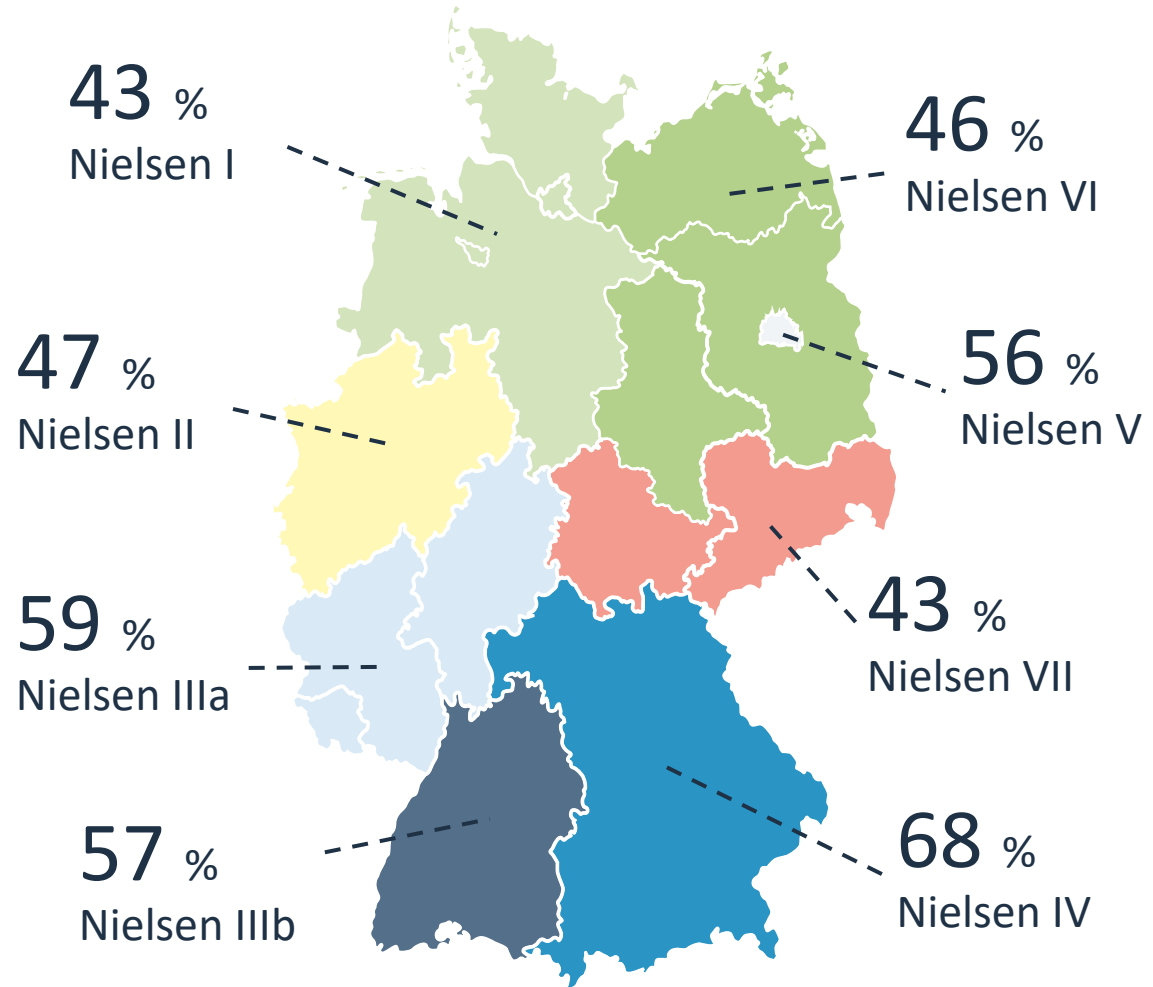 43 %
Nielsen I
46 %
Nielsen VI
47 %
Nielsen II
56 %
Nielsen V
59 %
Nielsen IIIa
43 %
Nielsen VII
57 %
Nielsen IIIb
68 %
Nielsen IV